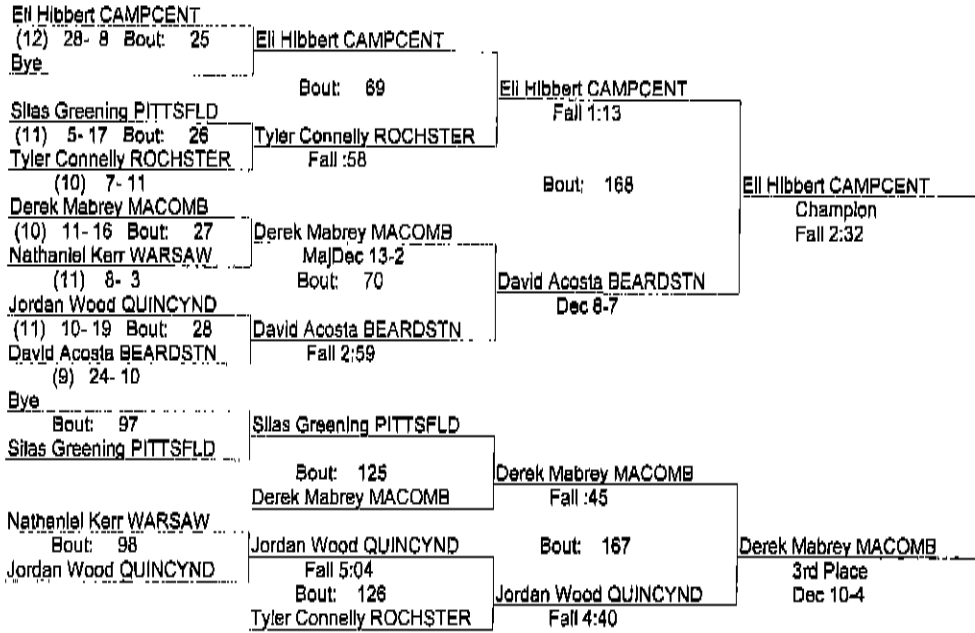 Eli Hibbert CAMPCENT
(12) 28- 8 Bout: 25
Bye
Eli Hibbert CAMPCENT
Bout: 69
Silas Greening PITTSFLD
(11) 5- 17 Bout: 26
Tyler Connelly ROCHSTER
(10) 7- 11
Tyler Connelly ROCHSTER
Fall :58
Eli Hibbert CAMPCENT
Fall 1:13
Bout: 168
Derek Mabrey MACOMB
(10) 11- 16 Bout: 27
Nathaniel Kerr WARSAW
(11) 8- 3
Derek Mabrey MACOMB
MajDec 13-2
Bout: 70
Jordan Wood QUINCYND
(11) 10- 19 Bout: 28
David Acosta BEARDSTN
(9) 24- 10
David Acosta BEARDSTN
Fall 2:59
David Acosta BEARDSTN
Dec 8-7
Eli Hibbert CAMPCENT
Champion
Fall 2:32
Bye
Bout: 97
Silas Greening PITTSFLD
Silas Greening PITTSFLD
Bout: 125
Derek Mabrey MACOMB
Derek Mabrey MACOMB
Fall :45
Bout: 167
Nathaniel Kerr WARSAW
Bout: 98
Jordan Wood QUINCYND
Jordan Wood QUINCYND
Fall 5:04
Bout: 126
Tyler Connelly ROCHSTER
Jordan Wood QUINCYND
Fall 4:40
Derek Mabrey MACOMB
3rd Place
Dec 10-4